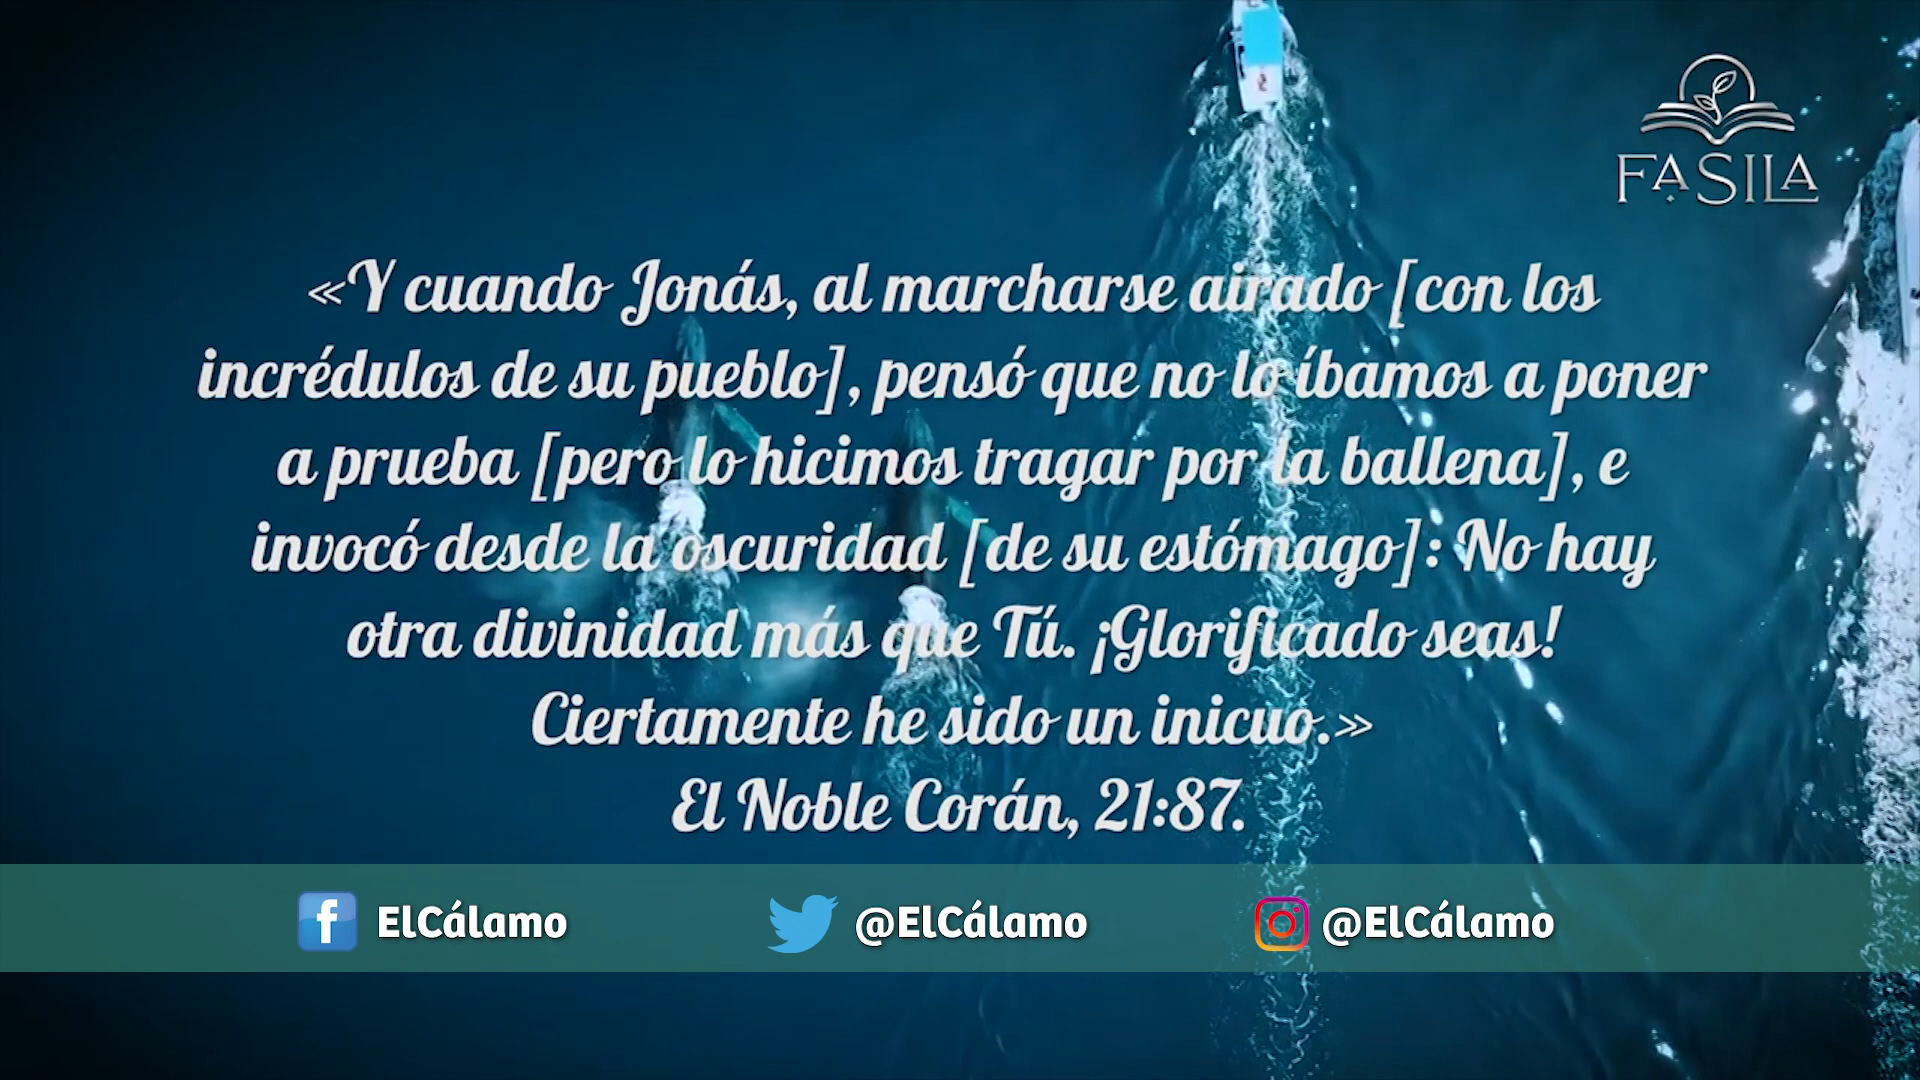 FASILA
«Y cuando Jonás, al marcharse airado [con los
incrédulos de su pueblo], pensó que no lo íbamos a poner
a prueba [pero lo hicimos tragar por la ballena], e
invocó desde la oscuridad [de su estómago]: No hay
otra divinidad más que Tú. ¡Glorificado seas!
Ciertamente he sido un inicuo.»
El Noble Corán, 21:87.
ElCálamo @ElCálamo @ElCálamo